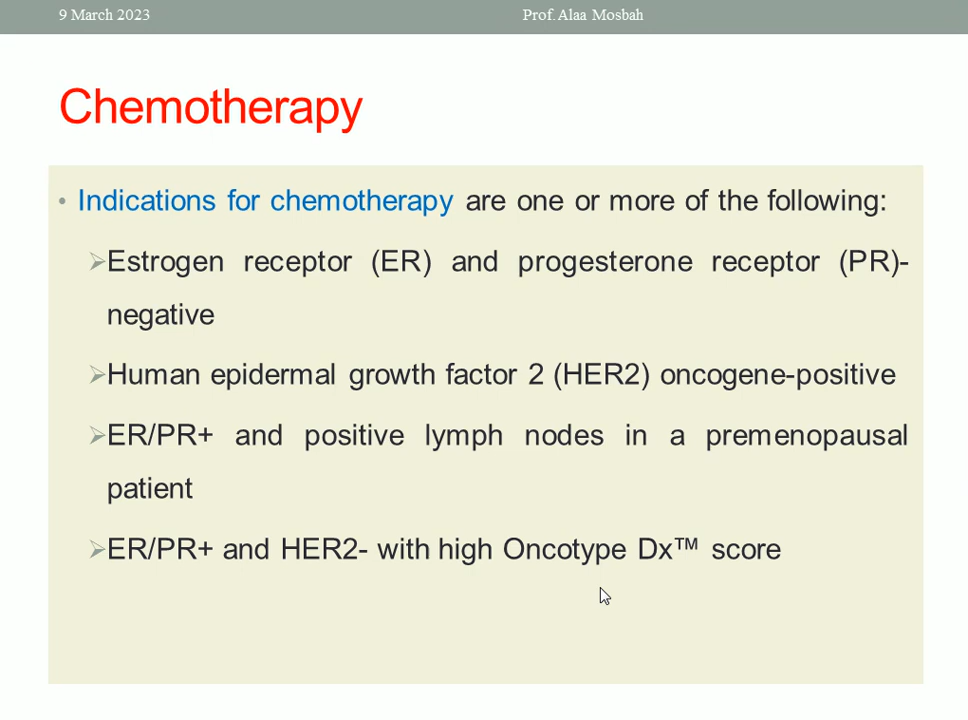 9 March 2023
Prof. Alaa Mosbah
Chemotherapy
• Indications for chemotherapy are one or more of the following:
➢Estrogen receptor (ER) and progesterone receptor (PR)-
negative
➢Human epidermal growth factor 2 (HER2) oncogene-positive
➢ER/PR+ and positive lymph nodes in a premenopausal
patient
➢ER/PR+ and HER2- with high Oncotype Dx™ score